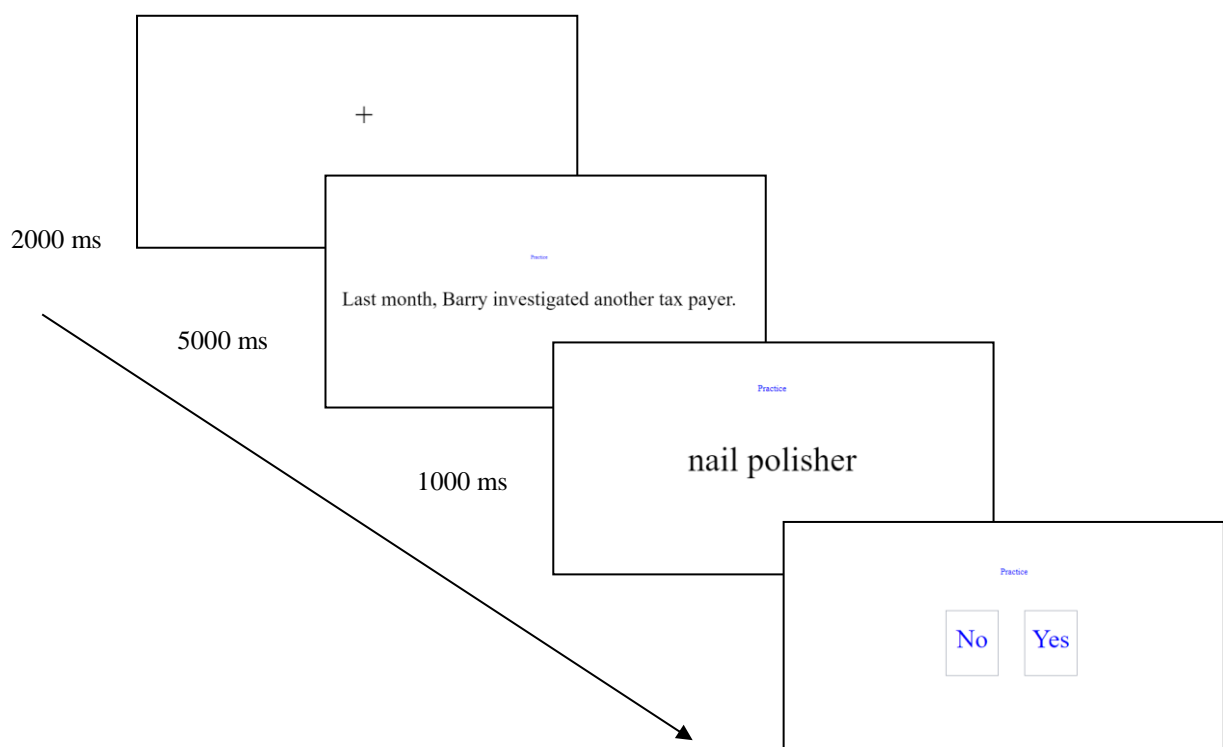 +
2000 ms
Practice
Last month, Barry investigated another tax payer.
5000 ms
Practice
nail polisher
1000 ms
Practice
No Yes